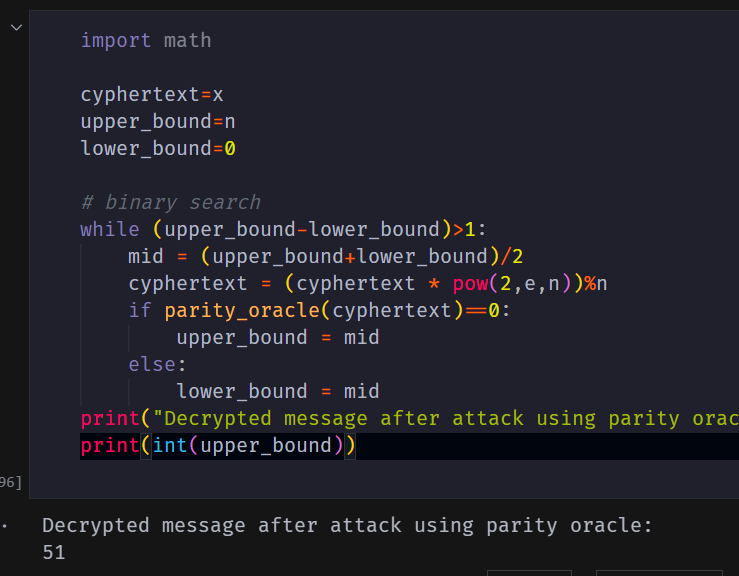 import math
cyphertext=x
upper_bound=n
lower_bound=0
# binary search
while (upper_bound-lower_bound)>1:
mid = (upper_bound+lower_bound)/2
cyphertext = (cyphertext * pow(2,e,n))%n
if parity_oracle(cyphertext)==0:
upper_bound = mid
else:
lower_bound = mid
print("Decrypted message after attack using parity orac
print(int(upper_bound))
96]
Decrypted message after attack using parity oracle:
51